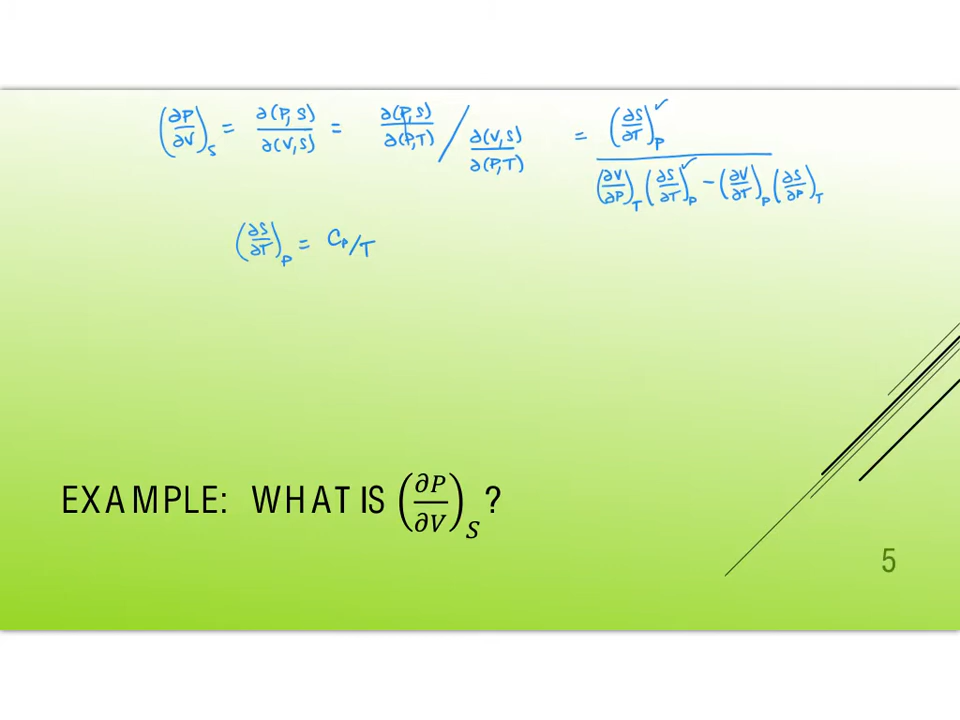 (∂P/∂V)_S = ∂(P,S)/∂(V,S) = ∂(P,S)/∂(P,T) / ∂(V,S)/∂(P,T) = (∂S/∂T)_P ✓ / (∂V/∂P)_T (∂S/∂T)_P ✓ − (∂V/∂T)_P (∂S/∂P)_T
(∂S/∂T)_P = C_P/T
EXAMPLE: WHAT IS (∂P/∂V)_S ?
5